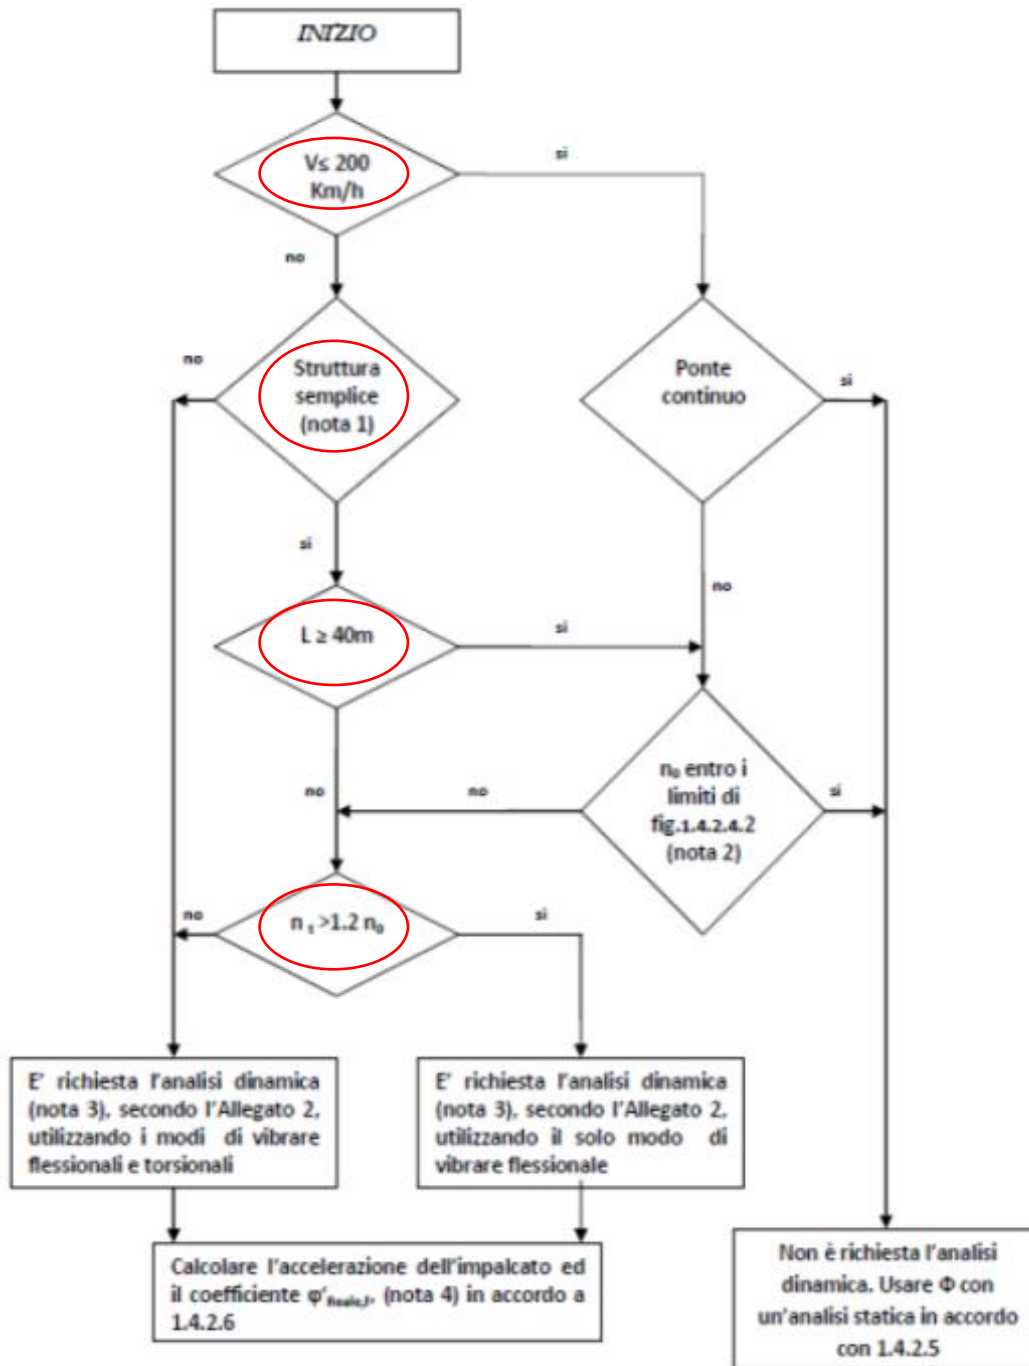 INIZIO
V≤ 200
Km/h
si
no
Struttura
semplice
(nota 1)
no
Ponte
continuo
si
si
no
L ≥ 40m
si
n₀ entro i
limiti di
fig.1.4.2.4.2
(nota 2)
si
no
no
n t >1.2 n₀
no
si
E' richiesta l'analisi dinamica
(nota 3), secondo l'Allegato 2,
utilizzando i modi di vibrare
flessionali e torsionali
E' richiesta l'analisi dinamica
(nota 3), secondo l'Allegato 2,
utilizzando il solo modo di
vibrare flessionale
Calcolare l'accelerazione dell'impalcato ed
il coefficiente (nota 4) in accordo a
1.4.2.6
Non è richiesta l'analisi
dinamica. Usare Φ con
un'analisi statica in accordo
con 1.4.2.5